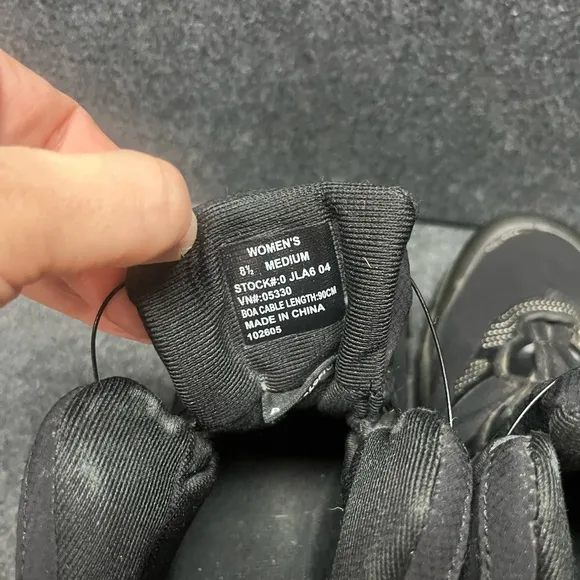 WOMEN'S
8½ MEDIUM
STOCK#:0 JLA6 04
VN#:05330
BOA CABLE LENGTH:90CM
MADE IN CHINA
102605